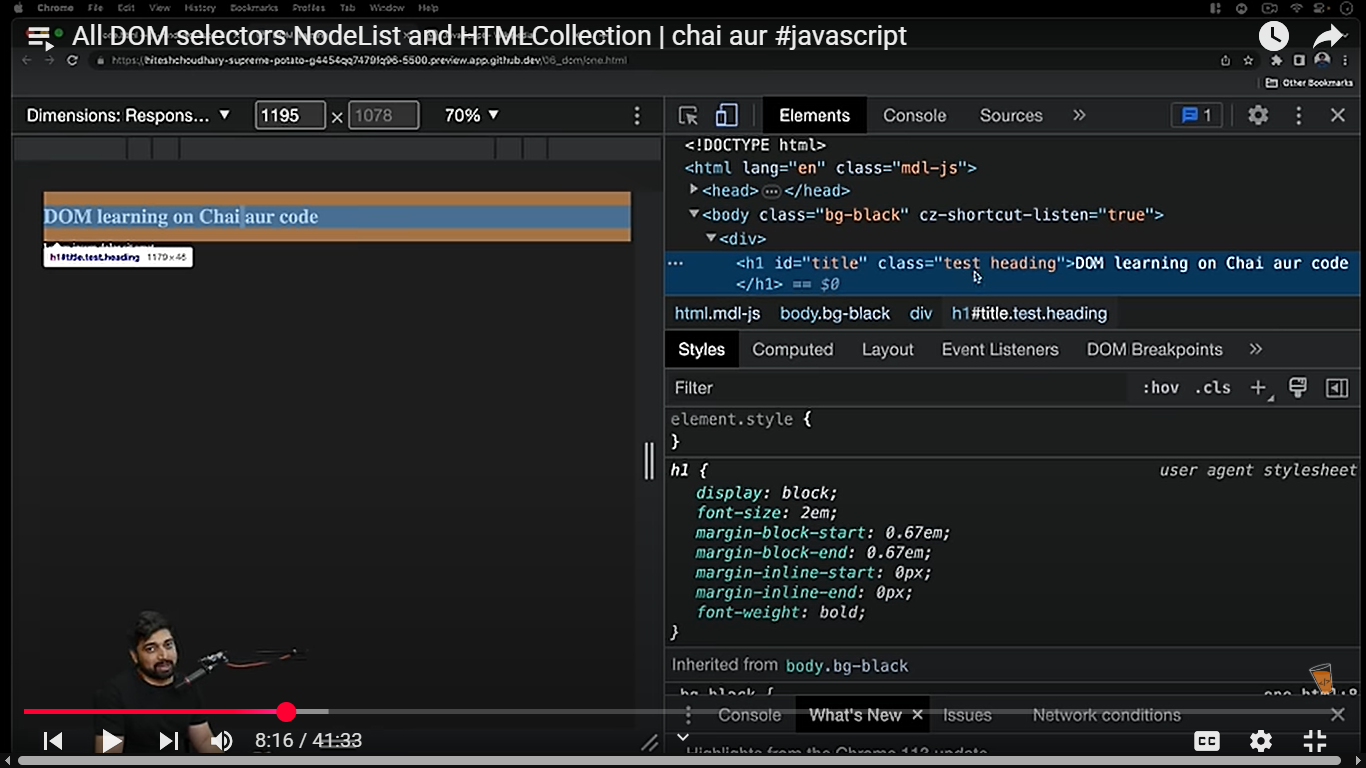 Chrome File Edit View History Bookmarks Profiles Tab Window Help
All DOM selectors NodeList and HTMLCollection | chai aur #javascript
https://hiteshchoudhary-supreme-potato-g4454qq7479fq96-5500.preview.app.github.dev/06_dom/one.html
Other Bookmarks
Dimensions: Respons... ▼ 1195 × 1078 70% ▼
Elements Console Sources » 1
<!DOCTYPE html>
<html lang="en" class="mdl-js">
<head> ⋯ </head>
<body class="bg-black" cz-shortcut-listen="true">
<div>
⋯ <h1 id="title" class="test heading">DOM learning on Chai aur code
</h1> == $0
html.mdl-js body.bg-black div h1#title.test.heading
DOM learning on Chai aur code
h1#title.test.heading 1179×46
Styles Computed Layout Event Listeners DOM Breakpoints »
Filter :hov .cls +
element.style {
}
h1 { user agent stylesheet
display: block;
font-size: 2em;
margin-block-start: 0.67em;
margin-block-end: 0.67em;
margin-inline-start: 0px;
margin-inline-end: 0px;
font-weight: bold;
}
Inherited from body.bg-black
.bg-black {
Console What's New × Issues Network conditions
Highlights from the Chrome 113 update
8:16 / 41:33
CC